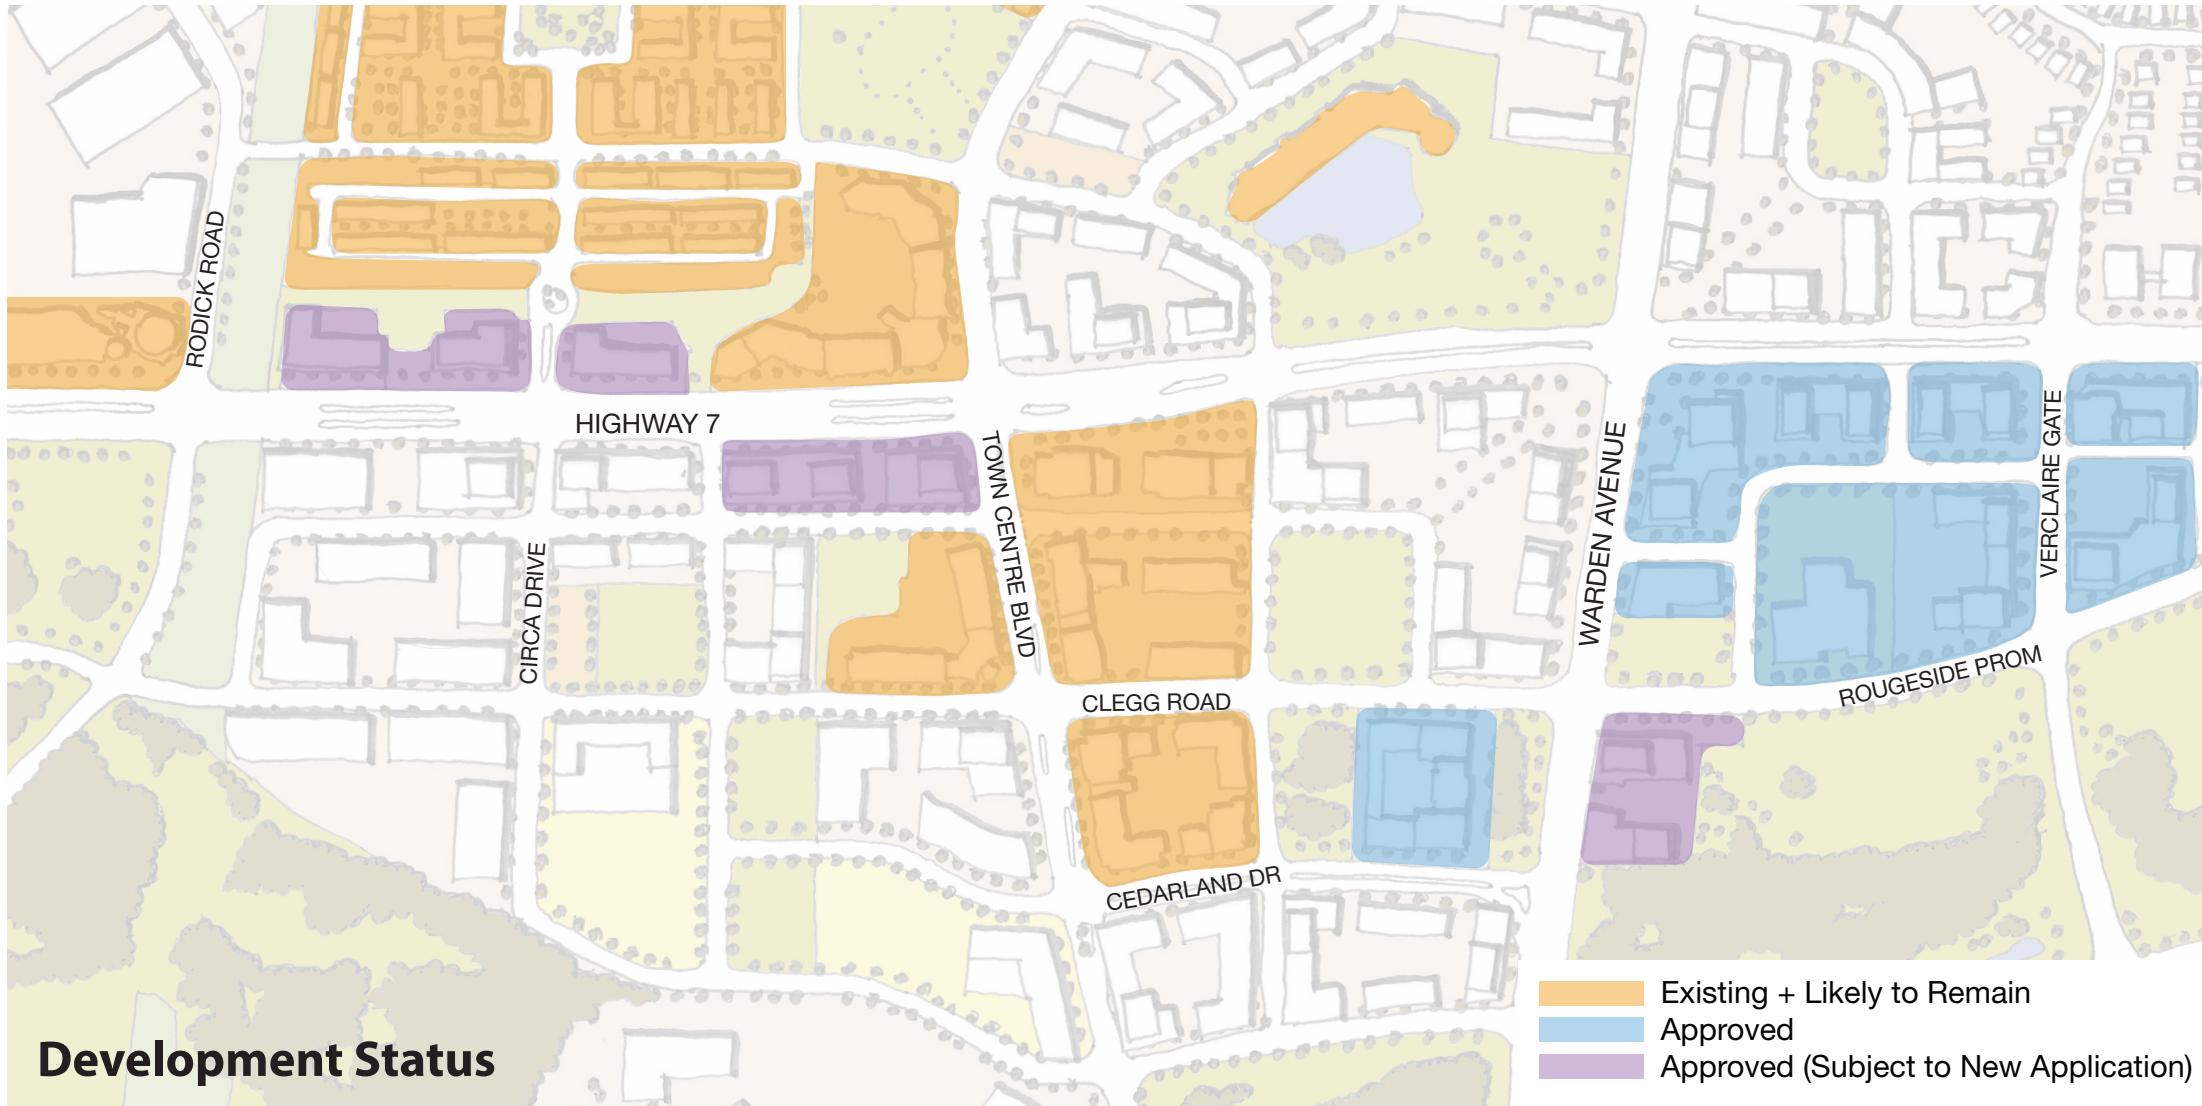 RODICK ROAD
HIGHWAY 7
TOWN CENTRE BLVD
CIRCA DRIVE
WARDEN AVENUE
VERCLAIRE GATE
CLEGG ROAD
ROUGESIDE PROM
CEDARLAND DR
Existing + Likely to Remain
Approved
Approved (Subject to New Application)
Development Status